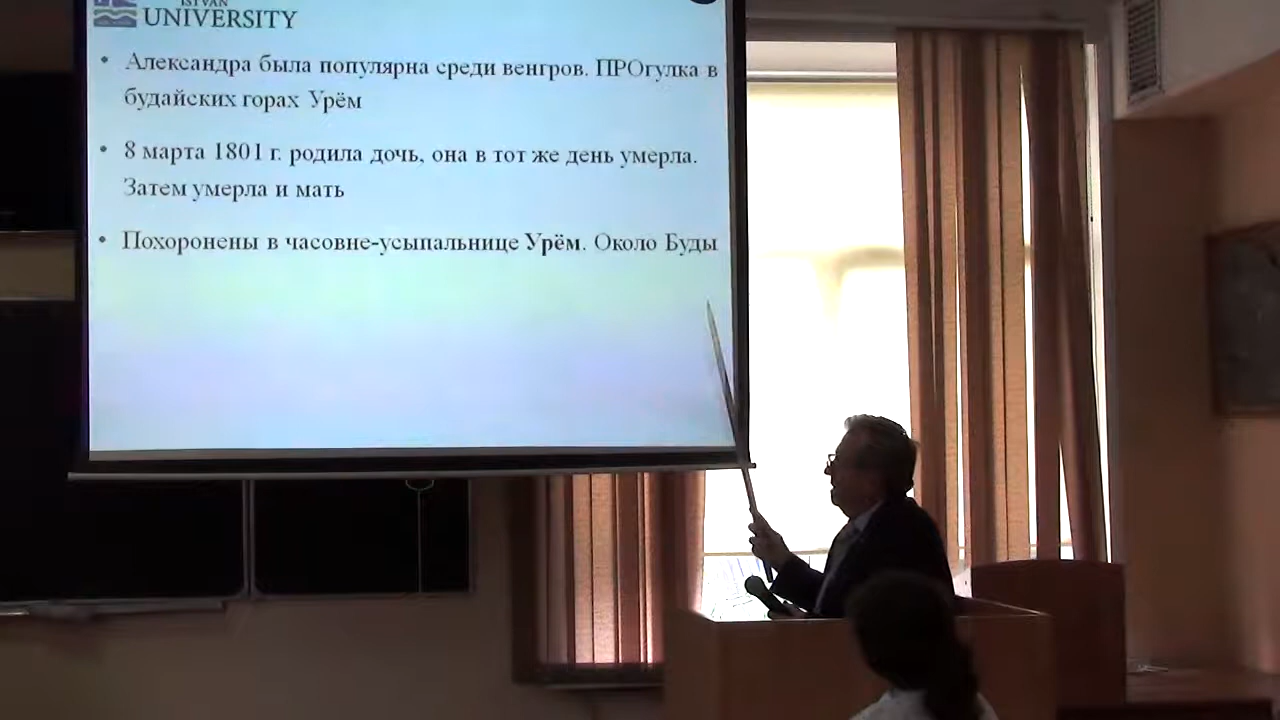 ISTVÁN
UNIVERSITY
• Александра была популярна среди венгров. ПРОгулка в
будайских горах Урём
• 8 марта 1801 г. родила дочь, она в тот же день умерла.
Затем умерла и мать
• Похоронены в часовне-усыпальнице Урём. Около Буды